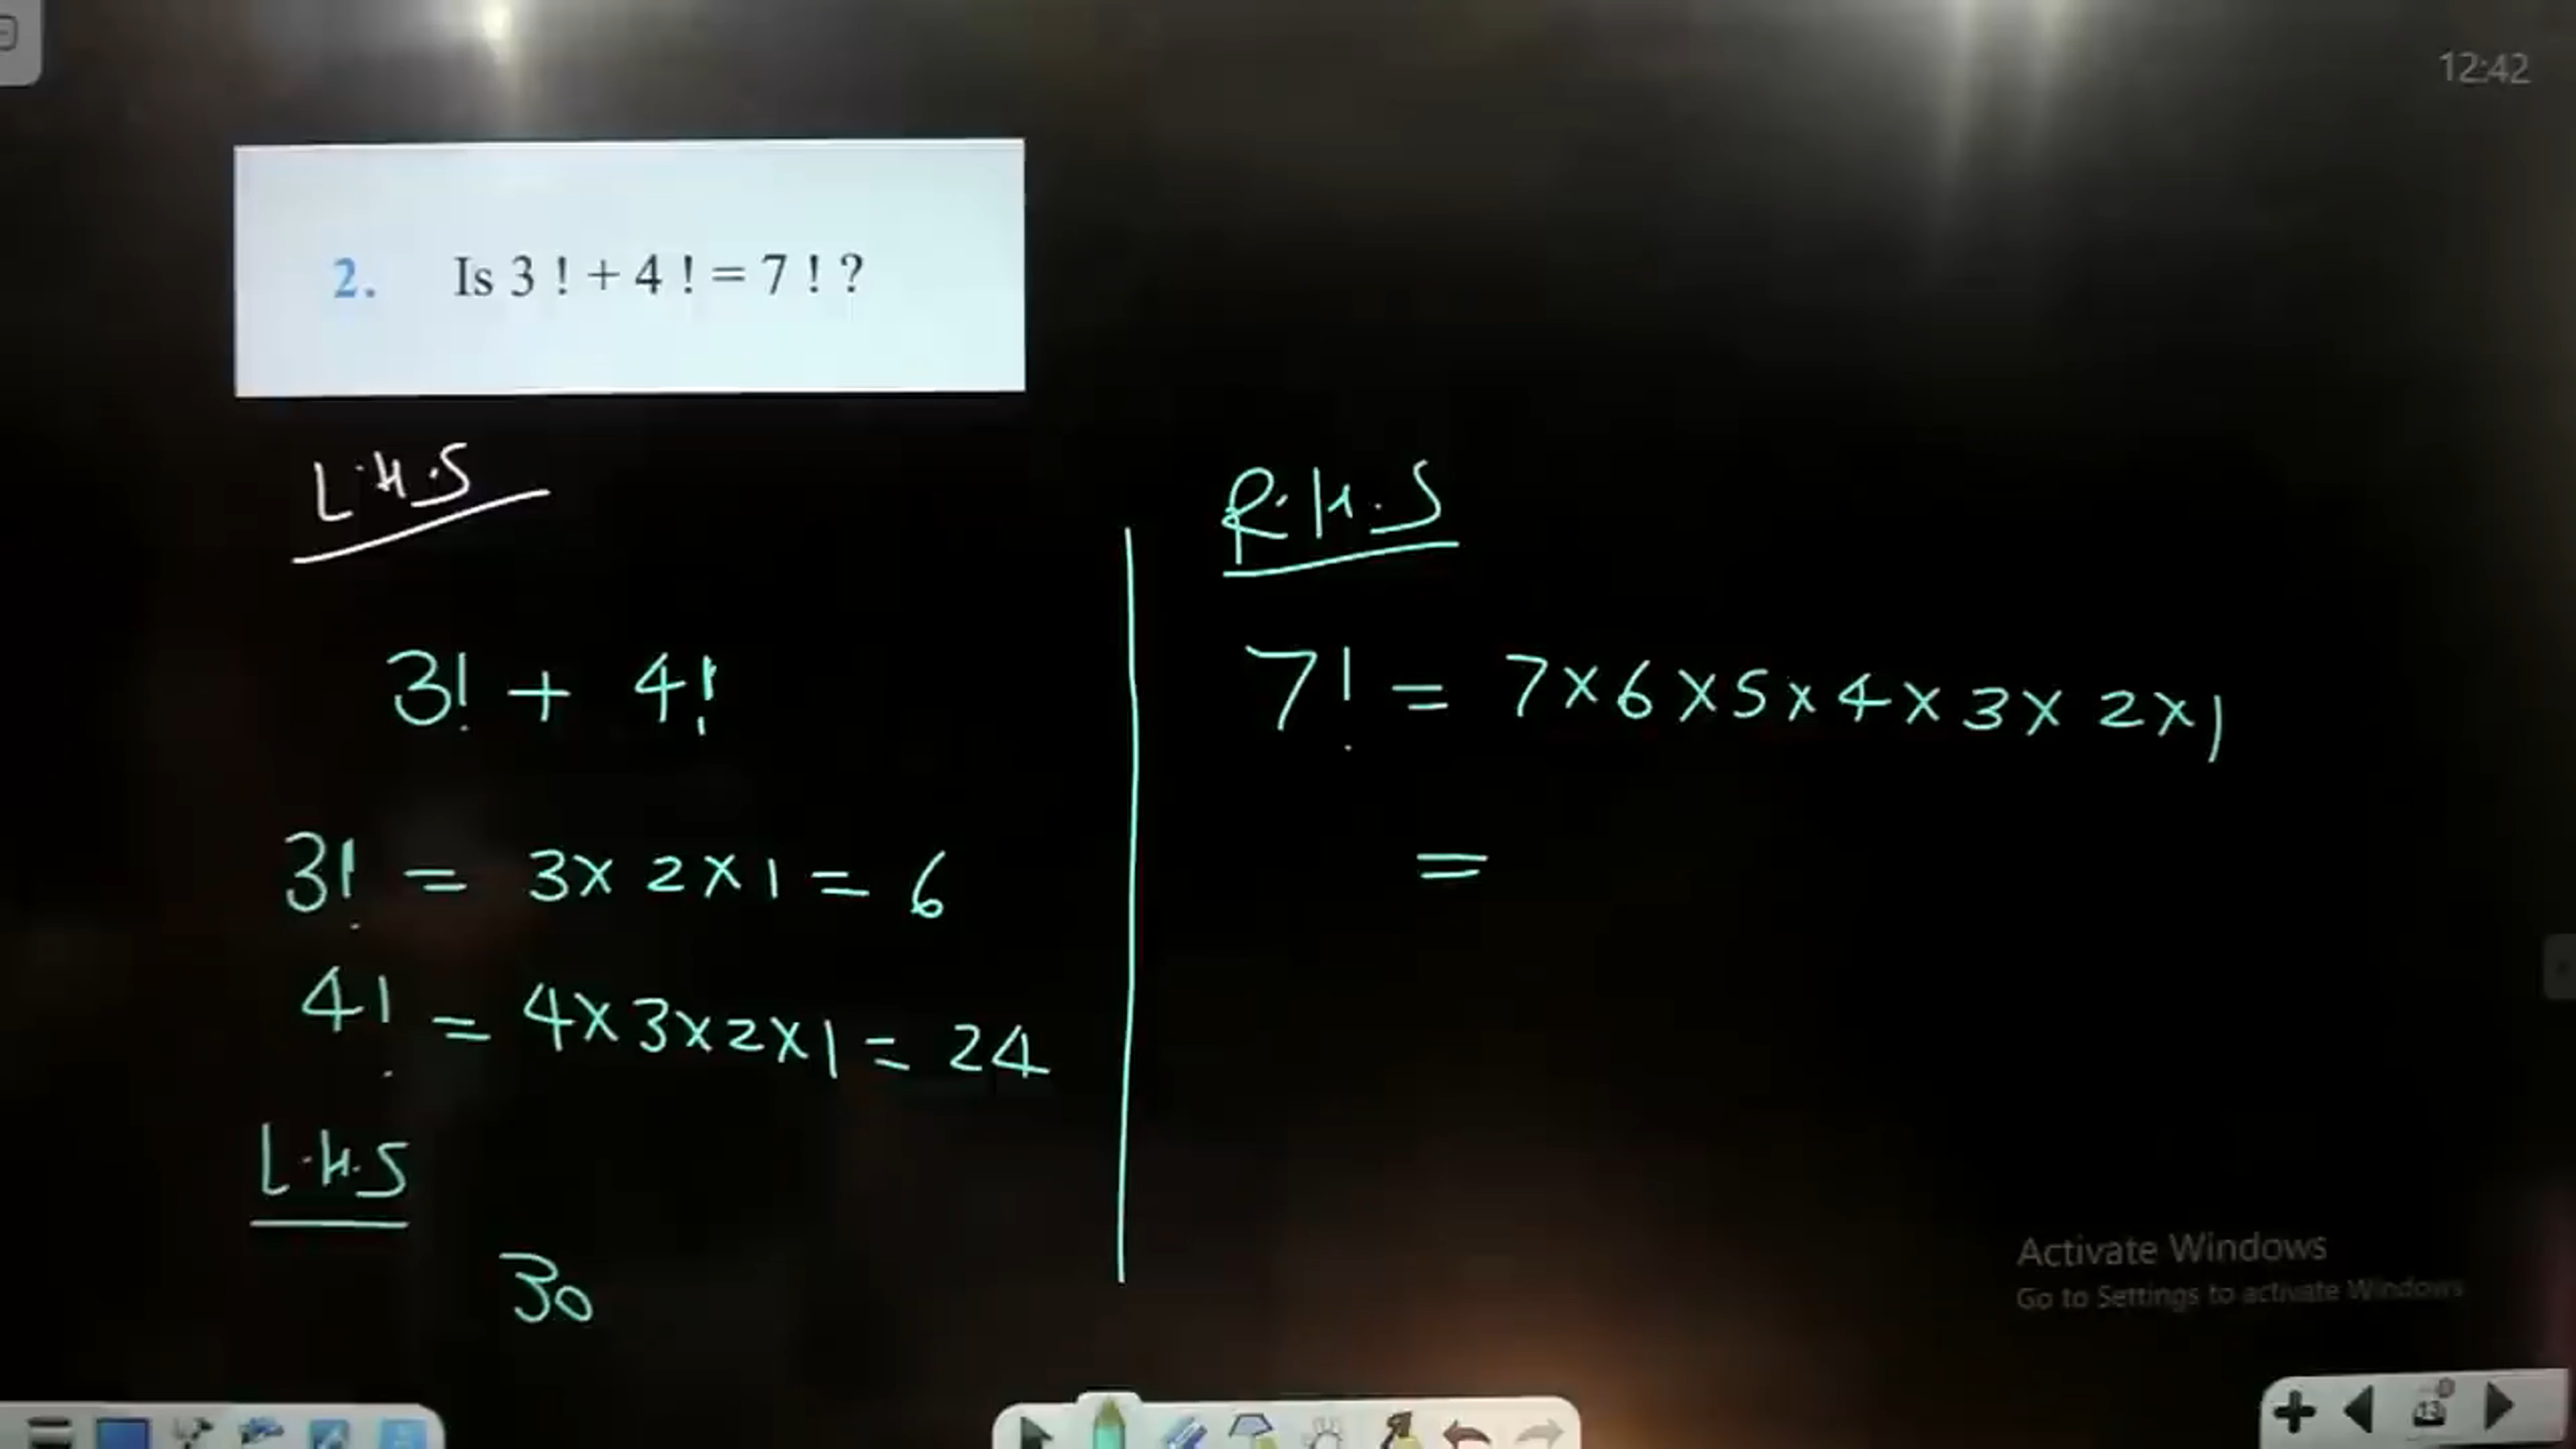 12:42
2. Is 3 ! + 4 ! = 7 ! ?
L.H.S
3! + 4!
3! = 3 × 2 × 1 = 6
4! = 4 × 3 × 2 × 1 = 24
L.H.S
30
R.H.S
7! = 7 × 6 × 5 × 4 × 3 × 2 × 1
=
Activate Windows
Go to Settings to activate Windows
13